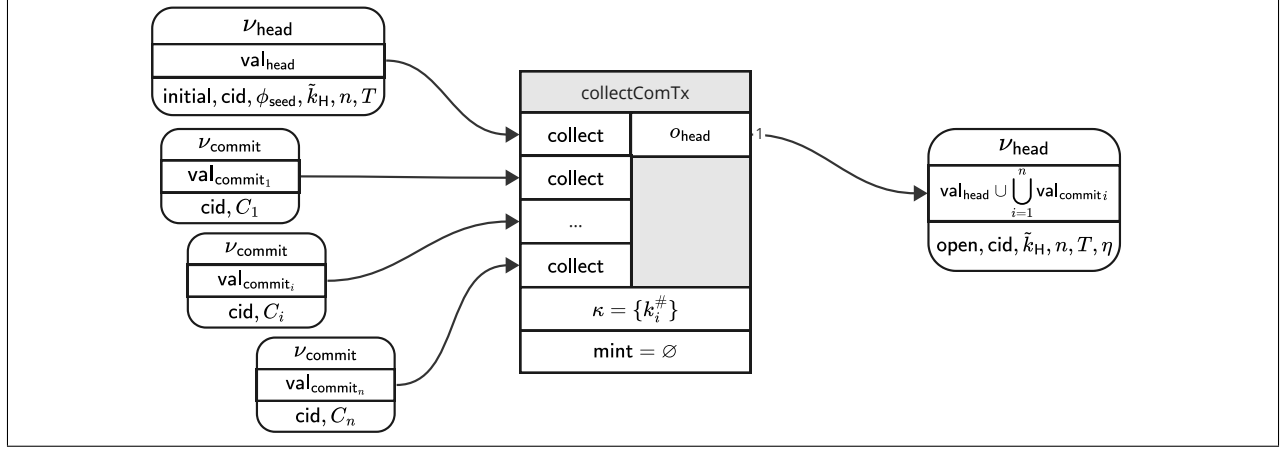 ν_head
val_head
initial, cid, ϕ_seed, k̃_H, n, T
ν_commit
val_commit_1
cid, C_1
ν_commit
val_commit_i
cid, C_i
ν_commit
val_commit_n
cid, C_n
collectComTx
collect
o_head
1
collect
...
collect
κ = {k_i^#}
mint = ∅
ν_head
val_head ∪ ⋃_{i=1}^{n} val_commit_i
open, cid, k̃_H, n, T, η